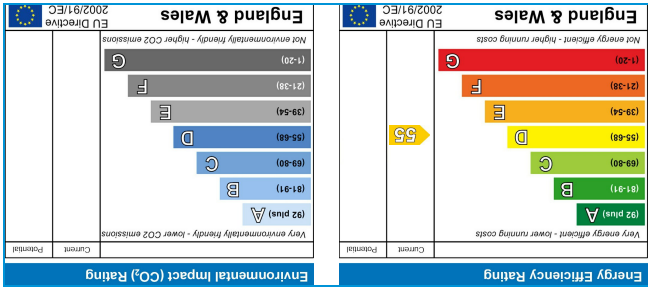 Energy Efficiency Rating
Current Potential
Very energy efficient - lower running costs
(92 plus) A
(81-91) B
(69-80) C
(55-68) D
55
(39-54) E
(21-38) F
(1-20) G
Not energy efficient - higher running costs
England & Wales
EU Directive
2002/91/EC
Environmental Impact (CO₂) Rating
Current Potential
Very environmentally friendly - lower CO2 emissions
(92 plus) A
(81-91) B
(69-80) C
(55-68) D
(39-54) E
(21-38) F
(1-20) G
Not environmentally friendly - higher CO2 emissions
England & Wales
EU Directive
2002/91/EC